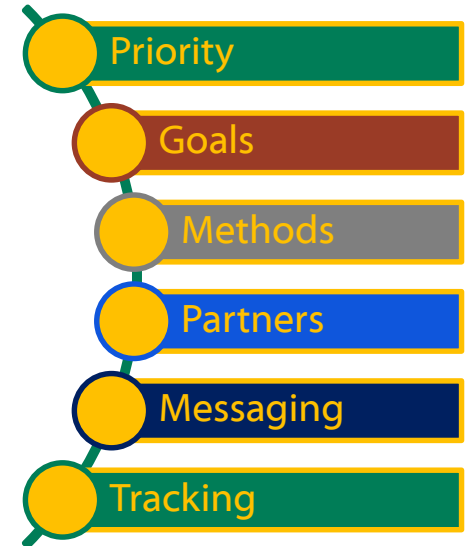 Priority
Goals
Methods
Partners
Messaging
Tracking